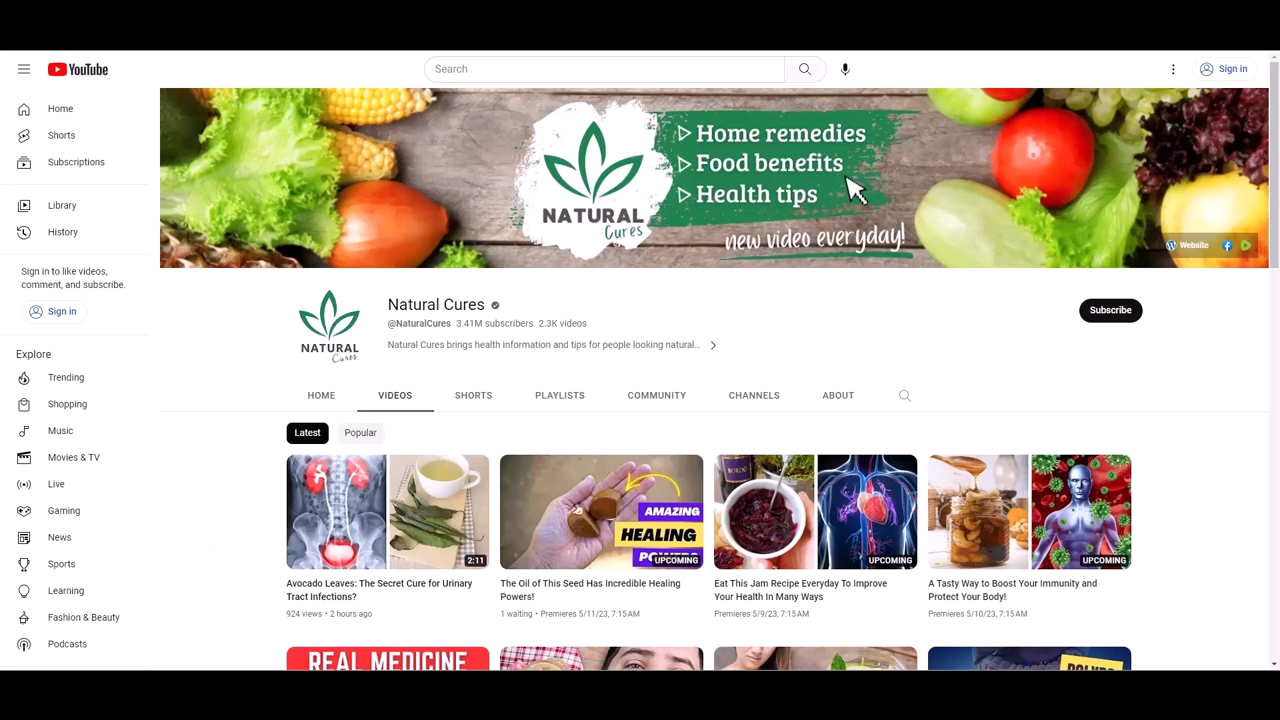 YouTube
Search
Sign in
Home
Shorts
Subscriptions
Library
History
Sign in to like videos,
comment, and subscribe.
Sign in
Explore
Trending
Shopping
Music
Movies & TV
Live
Gaming
News
Sports
Learning
Fashion & Beauty
Podcasts
NATURAL
Cures
Home remedies
Food benefits
Health tips
new video everyday!
Website
NATURAL
Cures
Natural Cures
@NaturalCures 3.41M subscribers 2.3K videos
Natural Cures brings health information and tips for people looking natural...
Subscribe
HOME VIDEOS SHORTS PLAYLISTS COMMUNITY CHANNELS ABOUT
Latest Popular
2:11
Avocado Leaves: The Secret Cure for Urinary
Tract Infections?
924 views • 2 hours ago
AMAZING
HEALING
UPCOMING
The Oil of This Seed Has Incredible Healing
Powers!
1 waiting • Premieres 5/11/23, 7:15 AM
UPCOMING
Eat This Jam Recipe Everyday To Improve
Your Health In Many Ways
Premieres 5/9/23, 7:15 AM
UPCOMING
A Tasty Way to Boost Your Immunity and
Protect Your Body!
Premieres 5/10/23, 7:15 AM
REAL MEDICINE